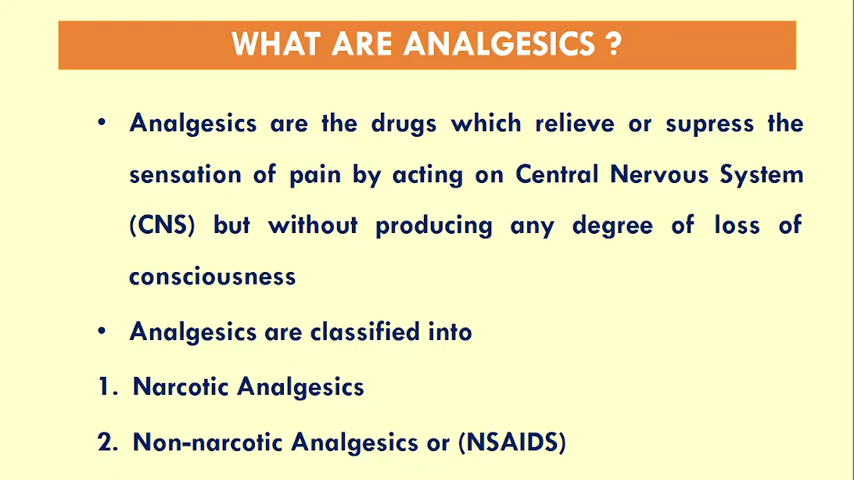 WHAT ARE ANALGESICS ?
• Analgesics are the drugs which relieve or supress the
sensation of pain by acting on Central Nervous System
(CNS) but without producing any degree of loss of
consciousness
• Analgesics are classified into
1. Narcotic Analgesics
2. Non-narcotic Analgesics or (NSAIDS)